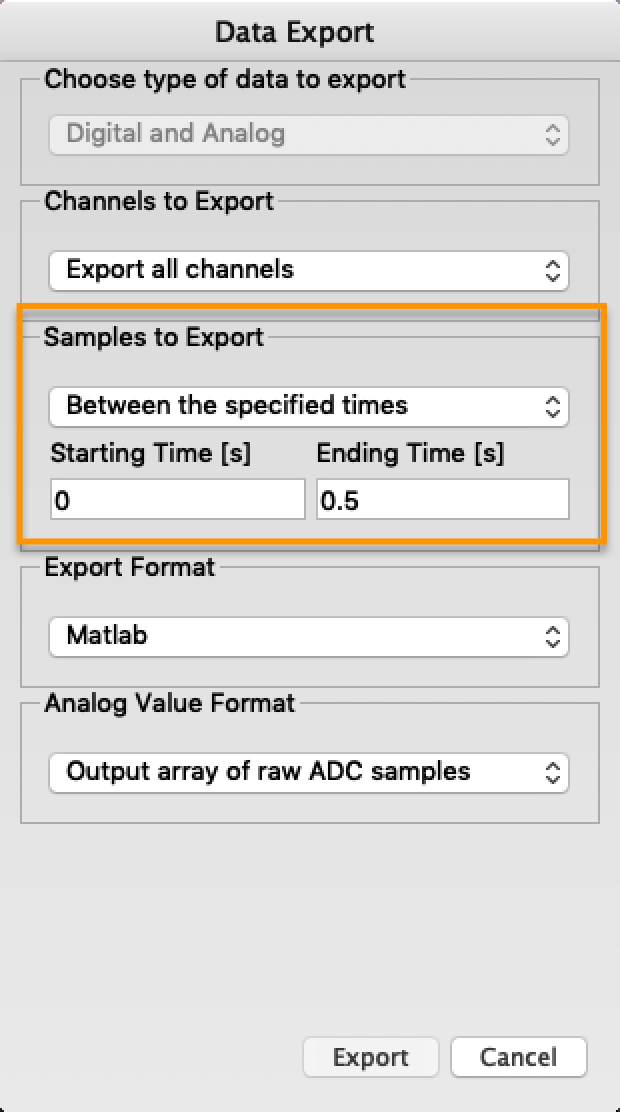 Data Export
Choose type of data to export
Digital and Analog
Channels to Export
Export all channels
Samples to Export
Between the specified times
Starting Time [s] Ending Time [s]
0 0.5
Export Format
Matlab
Analog Value Format
Output array of raw ADC samples
Export Cancel